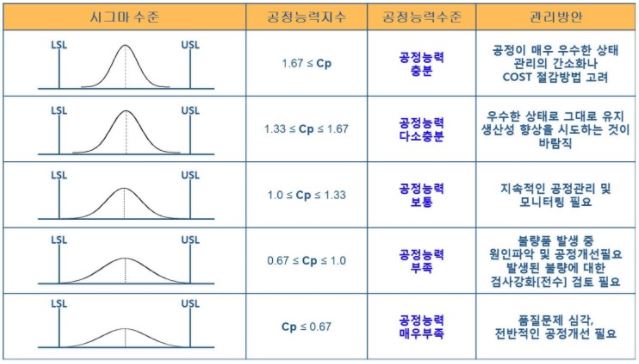 시그마 수준
공정능력지수
공정능력수준
관리방안
LSL
USL
1.67 ≤ Cp
공정능력
충분
공정이 매우 우수한 상태
관리의 간소화나
COST 절감방법 고려
LSL
USL
1.33 ≤ Cp ≤ 1.67
공정능력
다소충분
우수한 상태로 그대로 유지
생산성 향상을 시도하는 것이
바람직
LSL
USL
1.0 ≤ Cp ≤ 1.33
공정능력
보통
지속적인 공정관리 및
모니터링 필요
LSL
USL
0.67 ≤ Cp ≤ 1.0
공정능력
부족
불량품 발생 중
원인파악 및 공정개선필요
발생된 불량에 대한
검사강화[전수] 검토 필요
LSL
USL
Cp ≤ 0.67
공정능력
매우부족
품질문제 심각,
전반적인 공정개선 필요